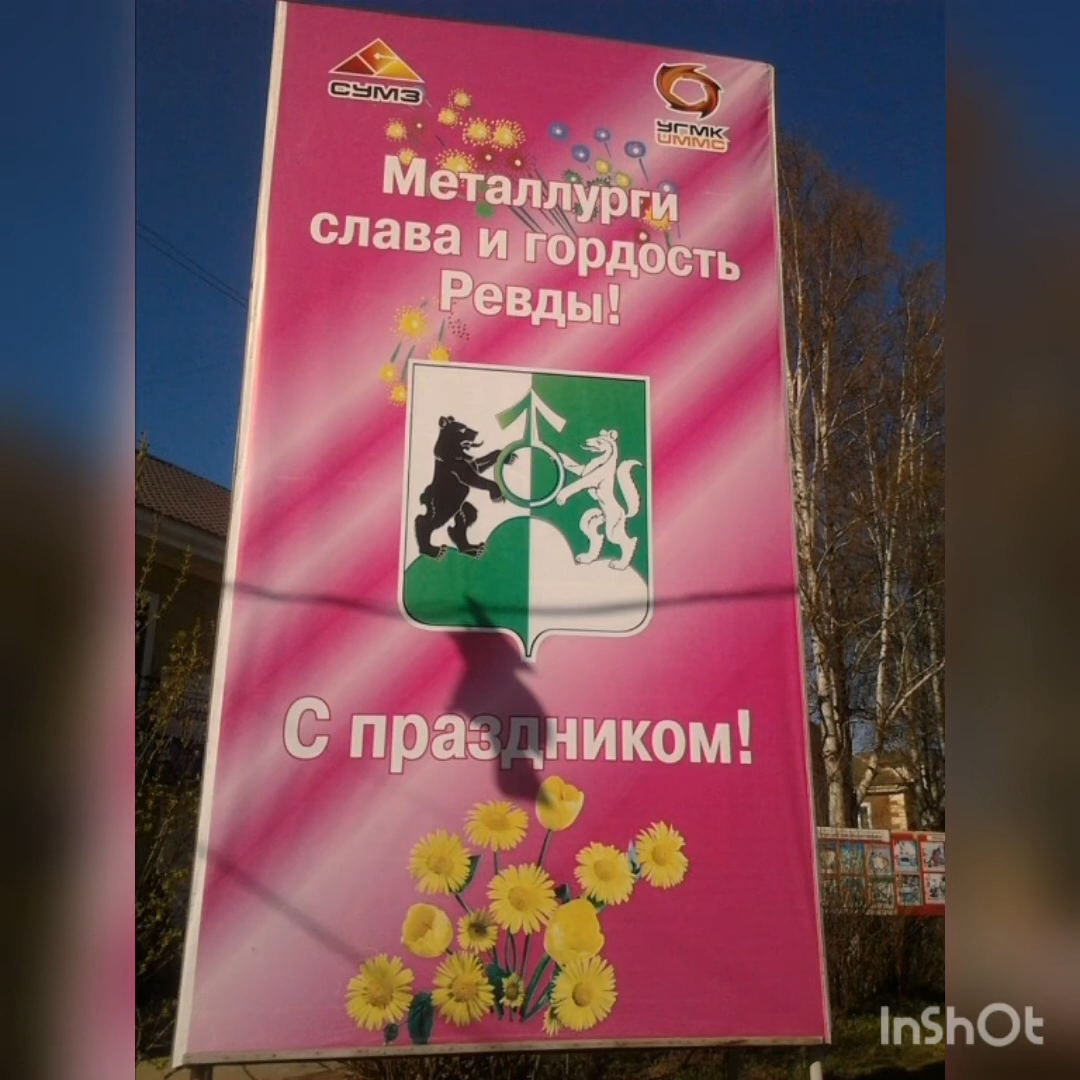 СУМЗ
УГМК
UMMC
Металлурги
слава и гордость
Ревды!
С праздником!
InShOt